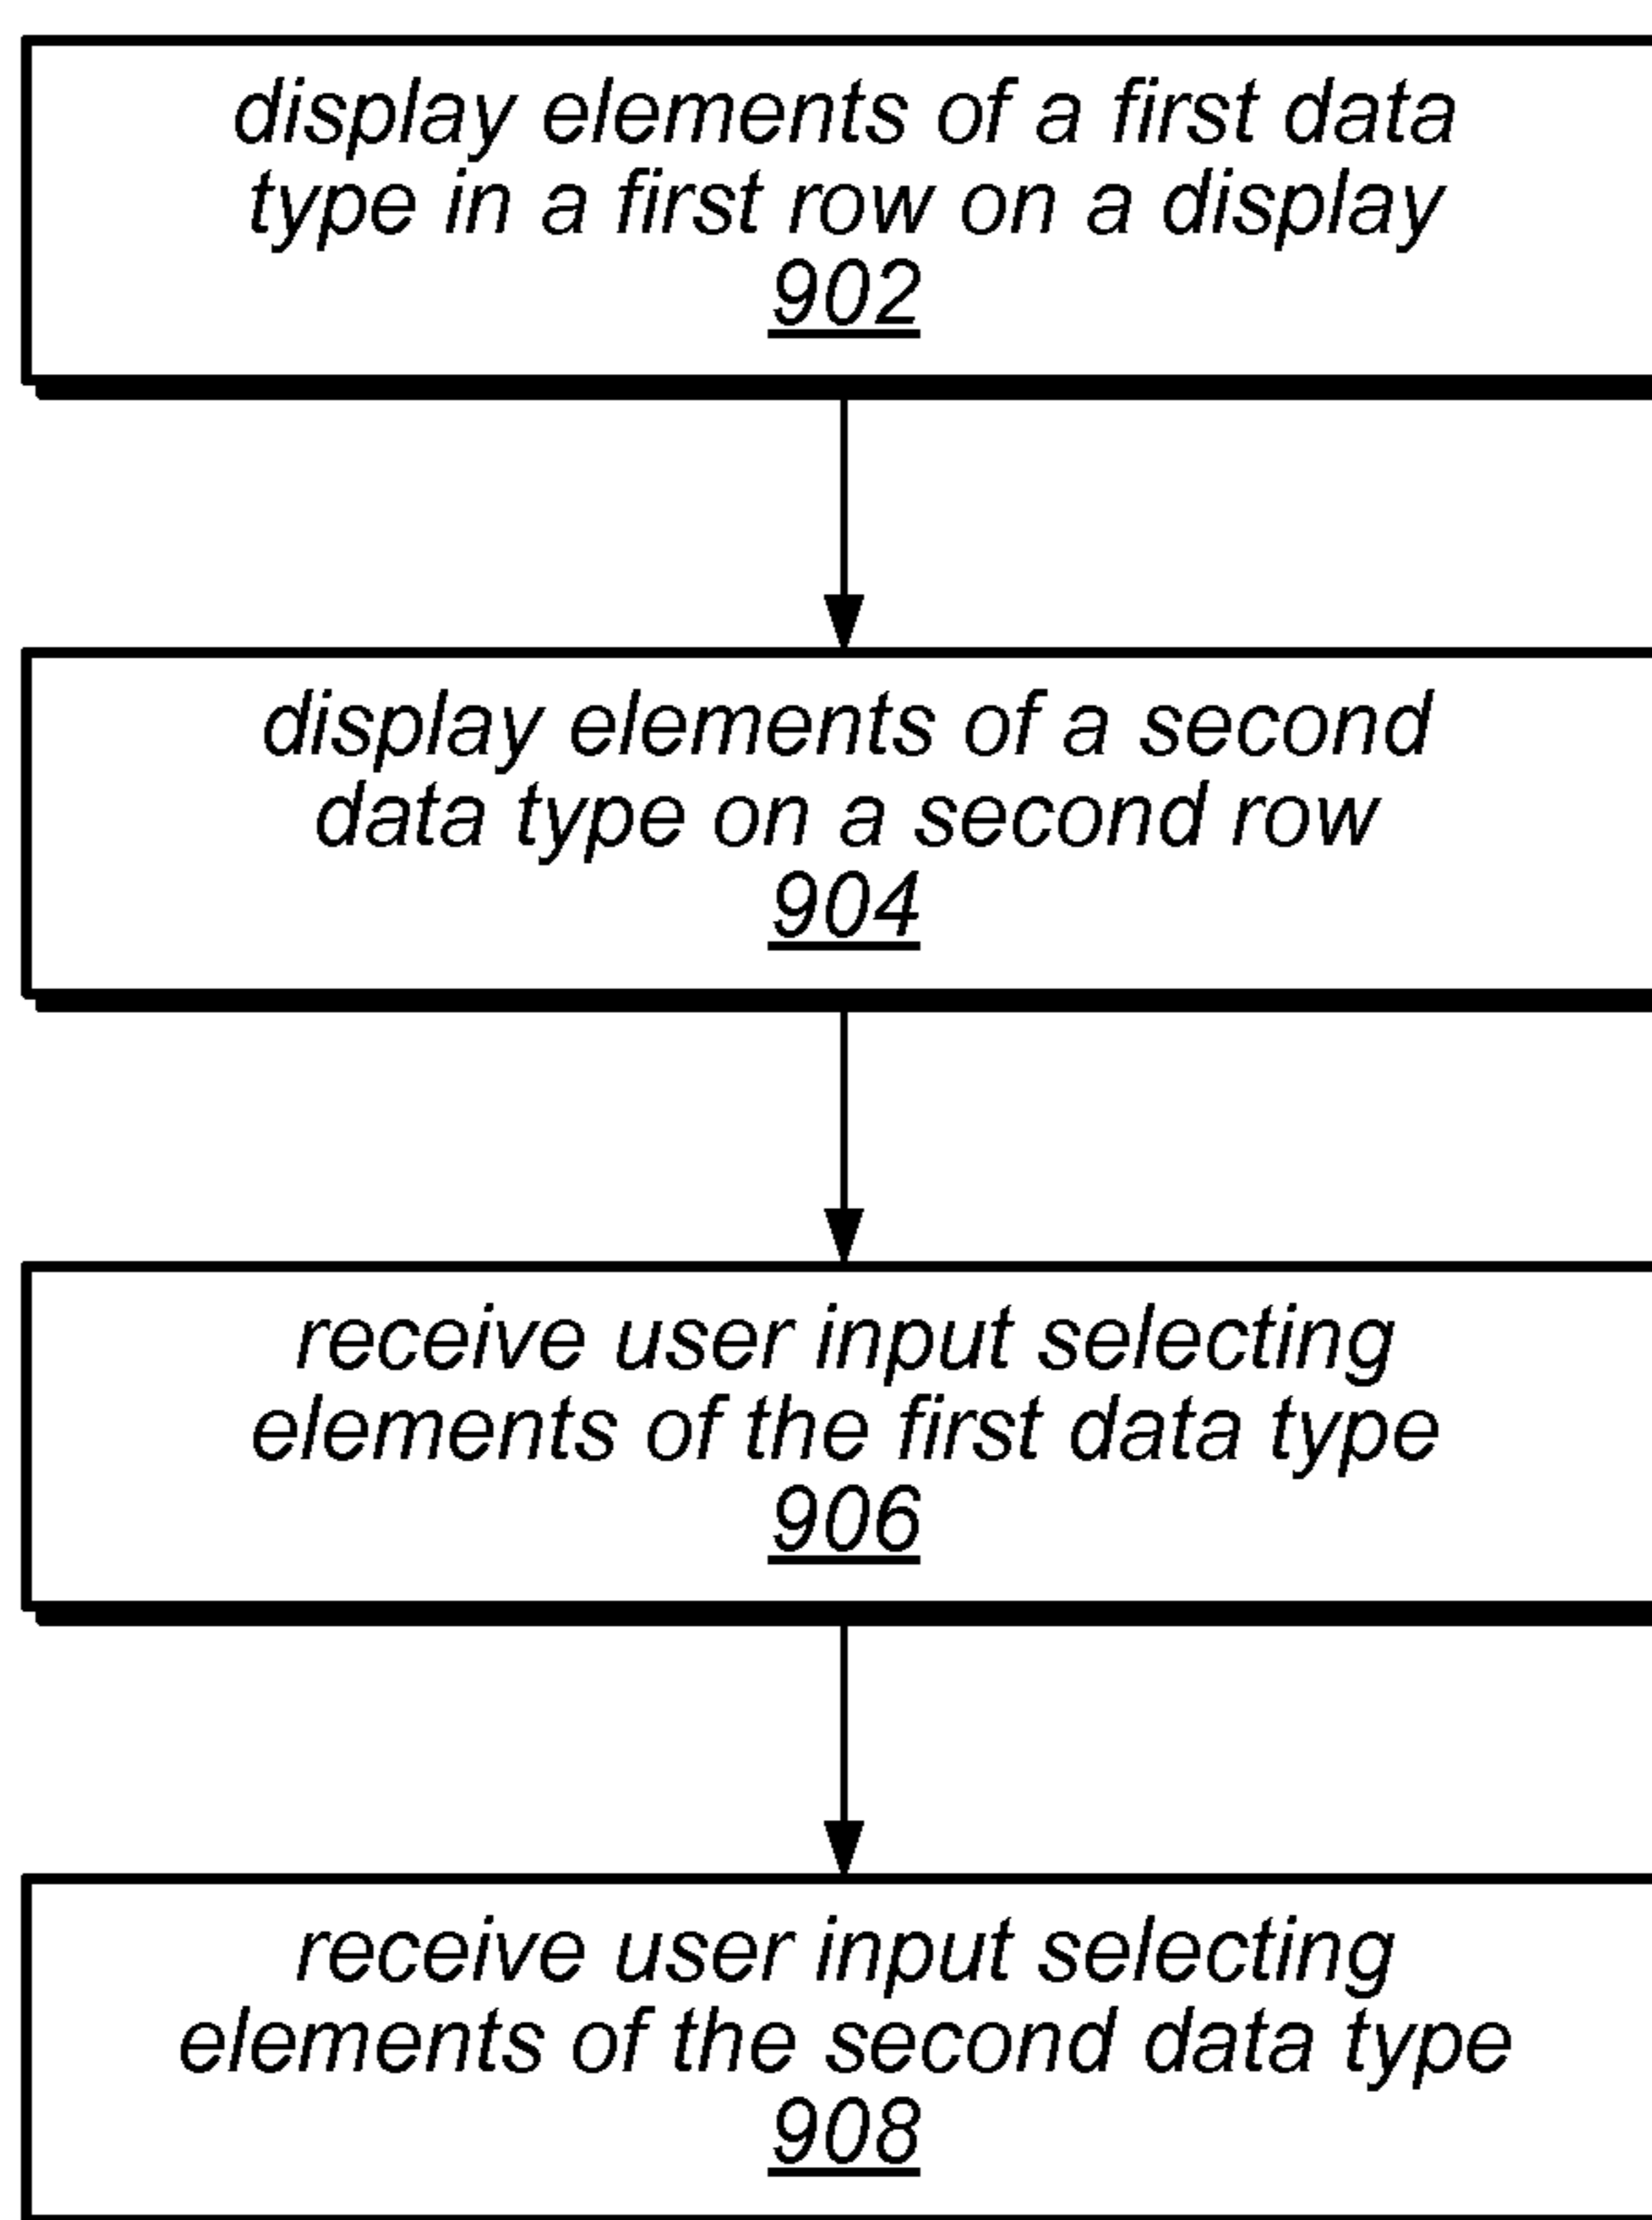 display elements of a first data
type in a first row on a display
902
display elements of a second
data type on a second row
904
receive user input selecting
elements of the first data type
906
receive user input selecting
elements of the second data type
908